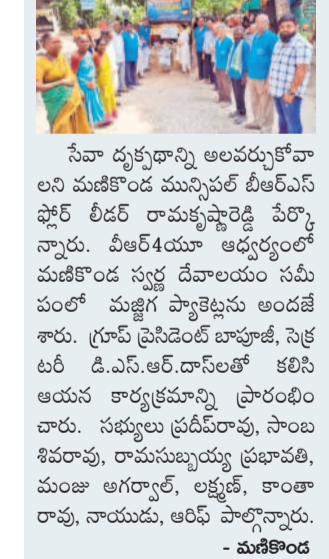 సేవా దృక్పథాన్ని అలవర్చుకోవా
లని మణికొండ మున్సిపల్ బీఆర్ఎస్
ఫ్లోర్ లీడర్ రామకృష్ణారెడ్డి పేర్కొ
న్నారు. వీఆర్4యూ ఆధ్వర్యంలో
మణికొండ స్వర్ణ దేవాలయం సమీ
పంలో మజ్జిగ ప్యాకెట్లను అందజే
శారు. గ్రూప్ ప్రెసిడెంట్ బాపూజీ, సెక్ర
టరీ డి.ఎస్.ఆర్.దాస్‌లతో కలిసి
ఆయన కార్యక్రమాన్ని ప్రారంభిం
చారు. సభ్యులు ప్రదీప్‌రావు, సాంబ
శివరావు, రామసుబ్బయ్య ప్రభావతి,
మంజు అగర్వాల్, లక్ష్మణ్, కాంతా
రావు, నాయుడు, ఆరిఫ్ పాల్గొన్నారు.
- మణికొండ